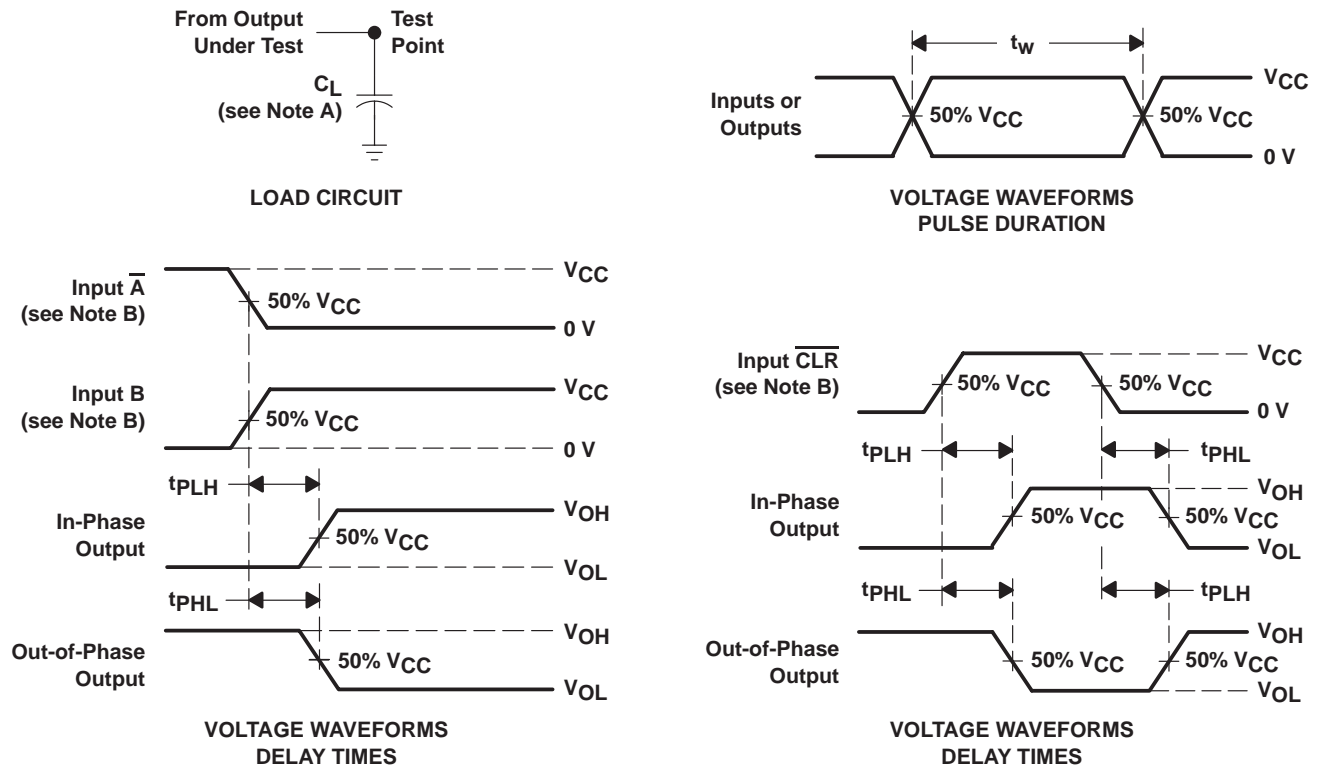 From Output
Under Test
Test
Point
CL
(see Note A)
LOAD CIRCUIT
tw
Inputs or
Outputs
50% VCC
50% VCC
VCC
0 V
VOLTAGE WAVEFORMS
PULSE DURATION
Input A̅
(see Note B)
50% VCC
VCC
0 V
Input B
(see Note B)
50% VCC
VCC
0 V
tPLH
In-Phase
Output
50% VCC
VOH
VOL
tPHL
Out-of-Phase
Output
50% VCC
VOH
VOL
VOLTAGE WAVEFORMS
DELAY TIMES
Input C̅L̅R̅
(see Note B)
50% VCC
50% VCC
VCC
0 V
tPLH
tPHL
In-Phase
Output
50% VCC
50% VCC
VOH
VOL
tPHL
tPLH
Out-of-Phase
Output
50% VCC
50% VCC
VOH
VOL
VOLTAGE WAVEFORMS
DELAY TIMES